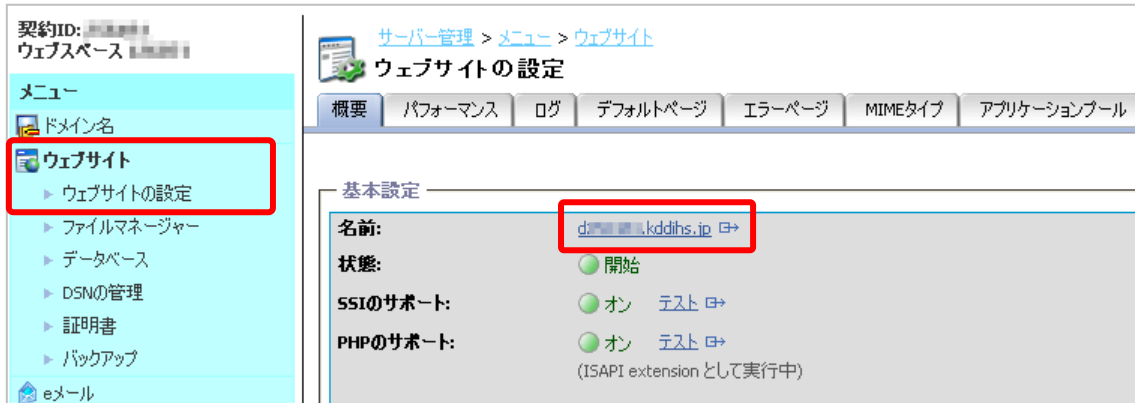 契約ID:
ウェブスペース
メニュー
ドメイン名
ウェブサイト
ウェブサイトの設定
ファイルマネージャー
データベース
DSNの管理
証明書
バックアップ
eメール
サーバー管理 > メニュー > ウェブサイト
ウェブサイトの設定
概要 パフォーマンス ログ デフォルトページ エラーページ MIMEタイプ アプリケーションプール
基本設定
名前: d .kddihs.jp
状態: 開始
SSIのサポート: オン テスト
PHPのサポート: オン テスト
(ISAPI extension として実行中)